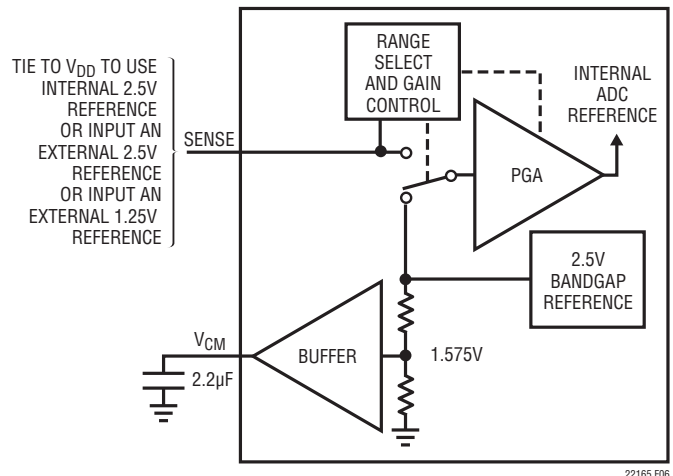 TIE TO VDD TO USE
INTERNAL 2.5V
REFERENCE
OR INPUT AN
EXTERNAL 2.5V
REFERENCE
OR INPUT AN
EXTERNAL 1.25V
REFERENCE
SENSE
RANGE
SELECT
AND GAIN
CONTROL
INTERNAL
ADC
REFERENCE
PGA
2.5V
BANDGAP
REFERENCE
VCM
BUFFER
1.575V
2.2µF
22165 F06